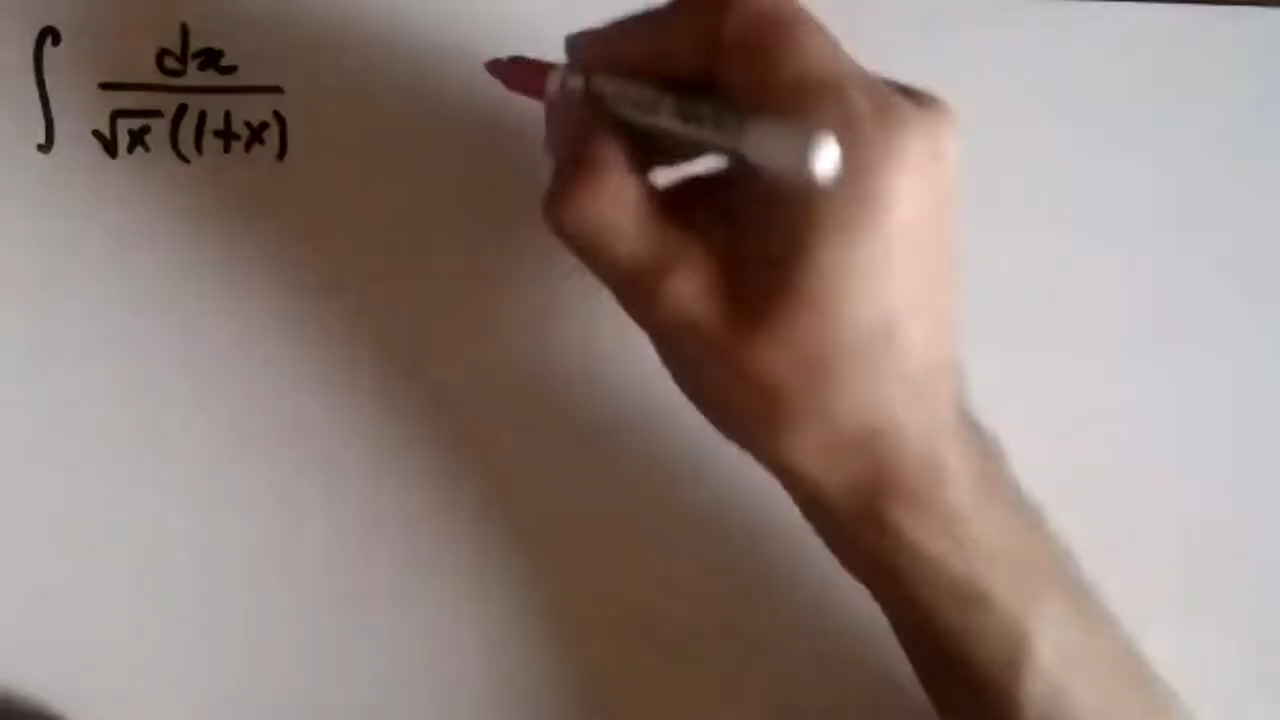 ∫ dx / √x (1+x)